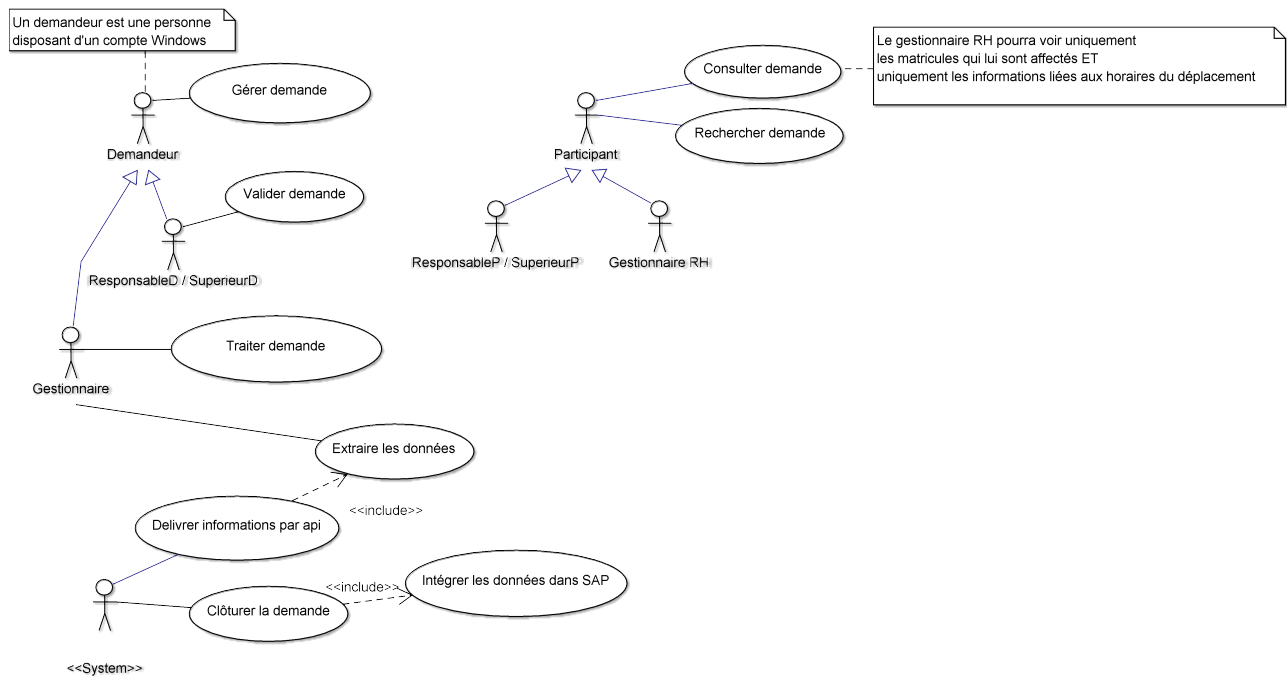 Un demandeur est une personne
disposant d'un compte Windows
Gérer demande
Demandeur
Valider demande
ResponsableD / SuperieurD
Traiter demande
Gestionnaire
Extraire les données
<<include>>
Delivrer informations par api
<<include>>
Intégrer les données dans SAP
Clôturer la demande
<<System>>
Consulter demande
Le gestionnaire RH pourra voir uniquement
les matricules qui lui sont affectés ET
uniquement les informations liées aux horaires du déplacement
Rechercher demande
Participant
ResponsableP / SuperieurP
Gestionnaire RH